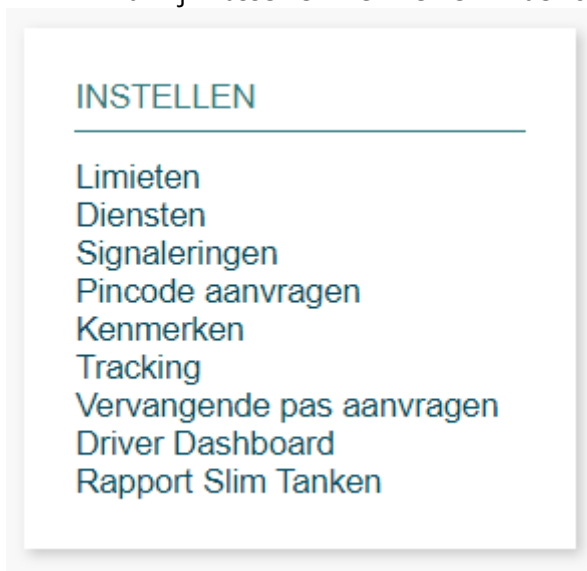 INSTELLEN
Limieten
Diensten
Signaleringen
Pincode aanvragen
Kenmerken
Tracking
Vervangende pas aanvragen
Driver Dashboard
Rapport Slim Tanken